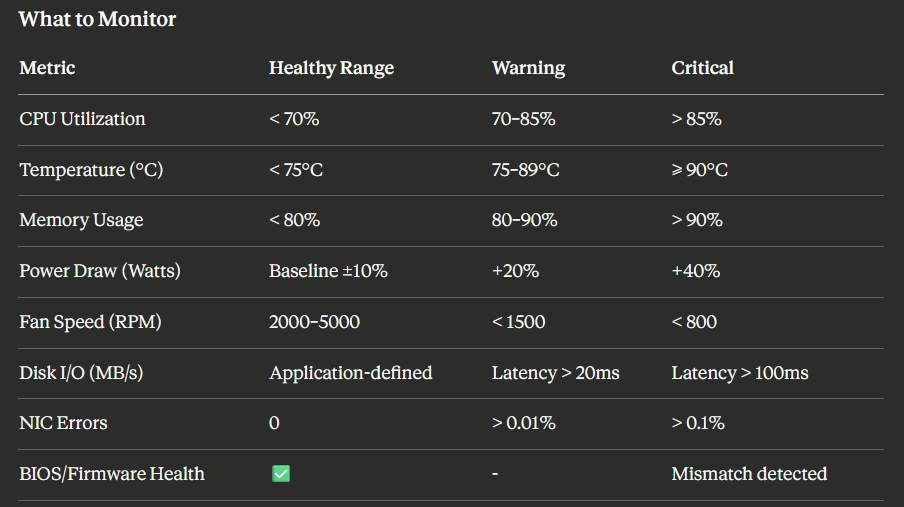 What to Monitor
Metric Healthy Range Warning Critical
CPU Utilization < 70% 70–85% > 85%
Temperature (°C) < 75°C 75–89°C ⩾ 90°C
Memory Usage < 80% 80–90% > 90%
Power Draw (Watts) Baseline ±10% +20% +40%
Fan Speed (RPM) 2000–5000 < 1500 < 800
Disk I/O (MB/s) Application-defined Latency > 20ms Latency > 100ms
NIC Errors 0 > 0.01% > 0.1%
BIOS/Firmware Health ✅ - Mismatch detected